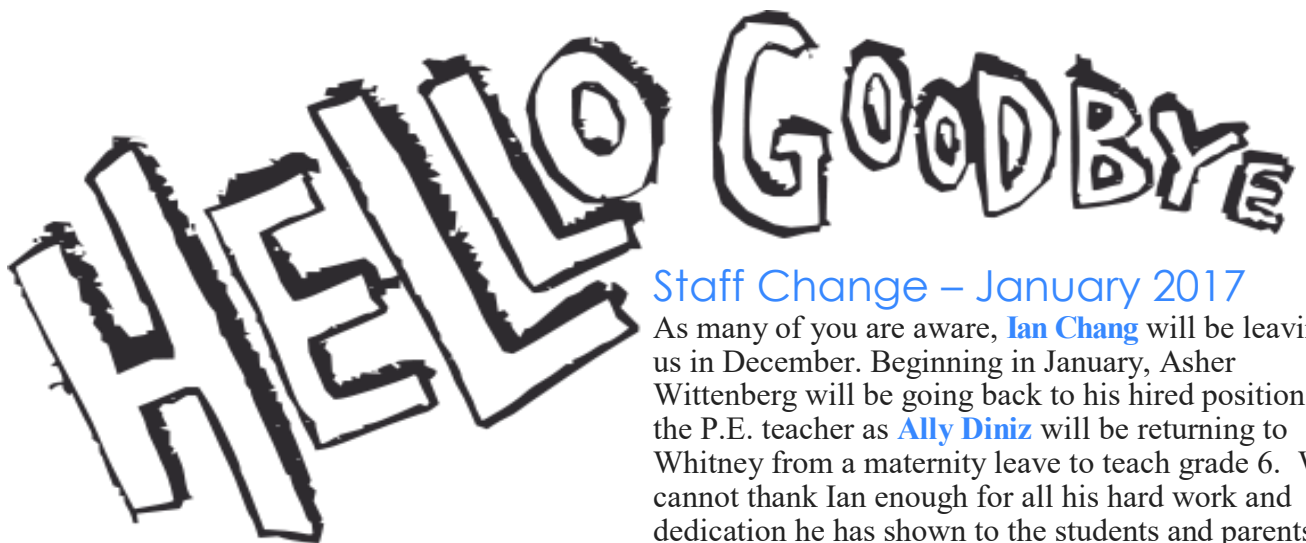 HELLO GOODBYE
Staff Change – January 2017
As many of you are aware, Ian Chang will be
us in December. Beginning in January, Asher
Wittenberg will be going back to his hired position
the P.E. teacher as Ally Diniz will be returning to
Whitney from a maternity leave to teach grade 6.
cannot thank Ian enough for all his hard work and
dedication he has shown to the students and parents